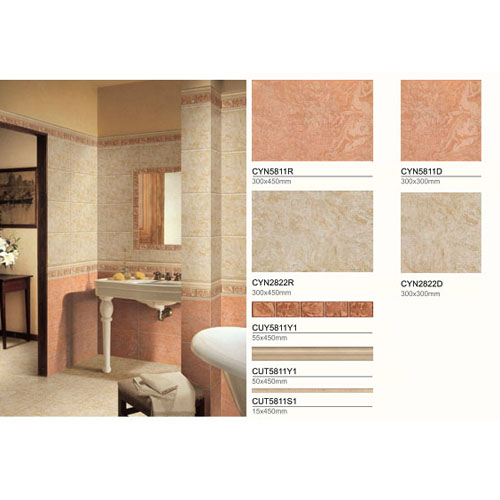 CYN5811R
300x450mm
CYN5811D
300x300mm
CYN2822R
300x450mm
CYN2822D
300x300mm
CUY5811Y1
55x450mm
CUT5811Y1
50x450mm
CUT5811S1
15x450mm